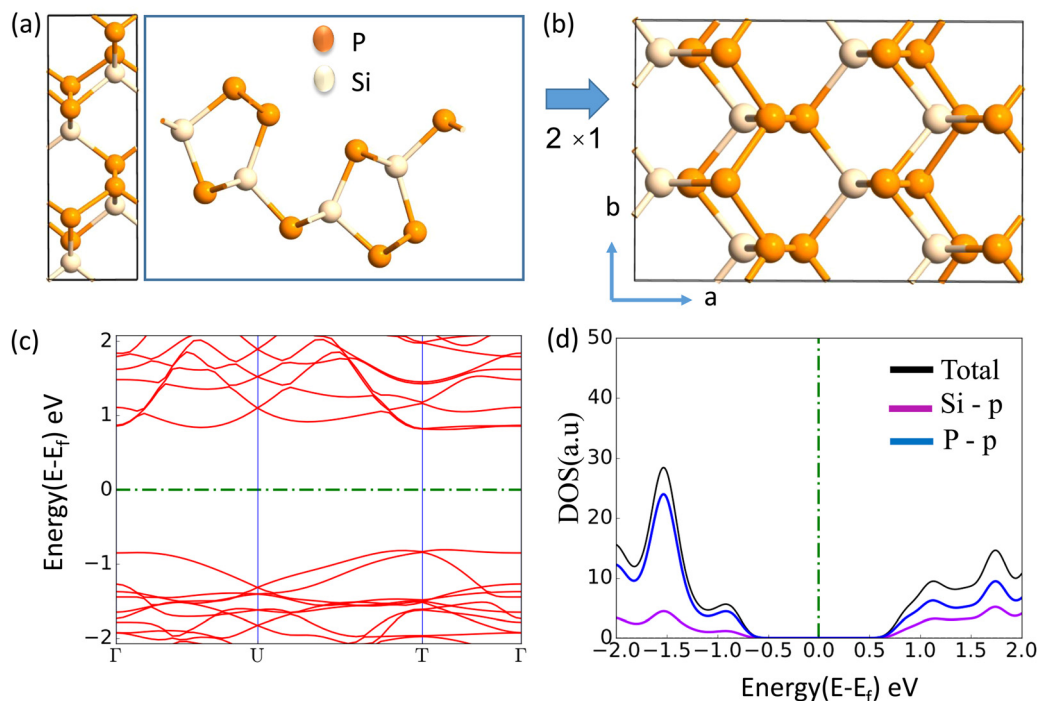 (a)
P
Si
2 ×1
(b)
b
a
(c)
Energy(E-Ef) eV
2
1
0
−1
−2
Γ U T Γ
(d)
DOS(a.u)
50
40
30
20
10
0
Total
Si - p
P - p
−2.0 −1.5 −1.0 −0.5 0.0 0.5 1.0 1.5 2.0
Energy(E-Ef) eV